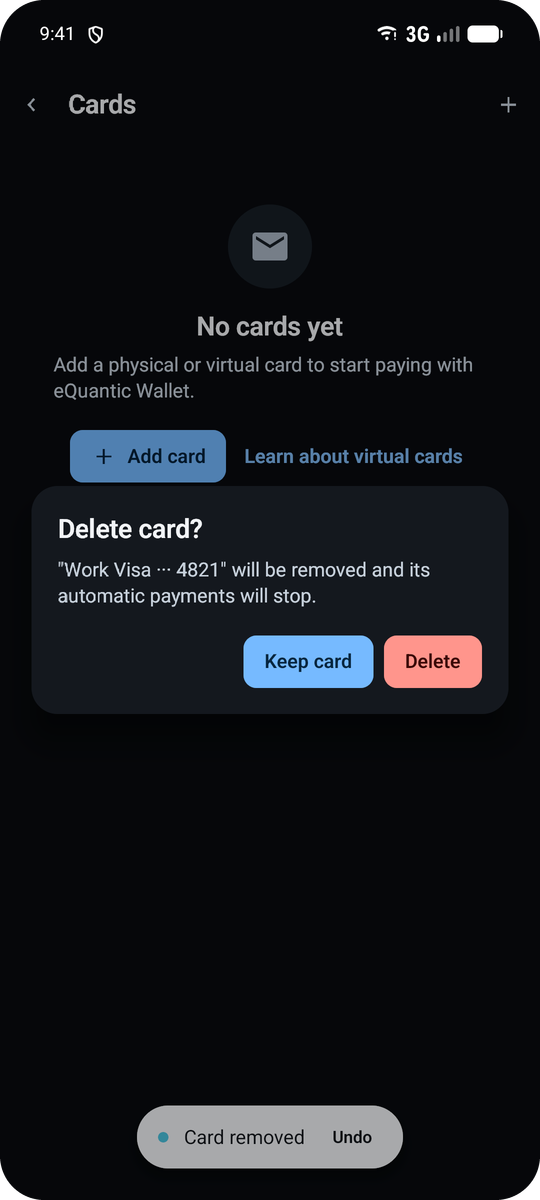 9:41
3G
Cards
No cards yet
Add a physical or virtual card to start paying with
eQuantic Wallet.
Add card
Learn about virtual cards
Delete card?
"Work Visa ··· 4821" will be removed and its
automatic payments will stop.
Keep card
Delete
Card removed
Undo